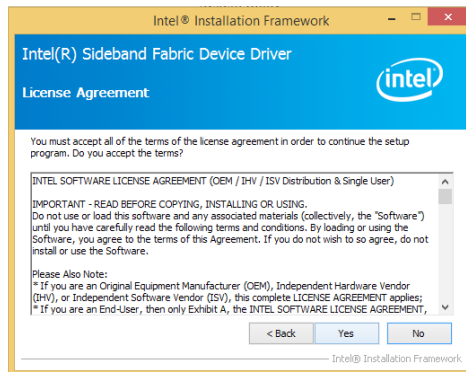 Intel® Installation Framework
Intel(R) Sideband Fabric Device Driver
License Agreement
intel
You must accept all of the terms of the license agreement in order to continue the setup
program. Do you accept the terms?
INTEL SOFTWARE LICENSE AGREEMENT (OEM / IHV / ISV Distribution & Single User)
IMPORTANT - READ BEFORE COPYING, INSTALLING OR USING.
Do not use or load this software and any associated materials (collectively, the "Software")
until you have carefully read the following terms and conditions. By loading or using the
Software, you agree to the terms of this Agreement. If you do not wish to so agree, do not
install or use the Software.
Please Also Note:
* If you are an Original Equipment Manufacturer (OEM), Independent Hardware Vendor
(IHV), or Independent Software Vendor (ISV), this complete LICENSE AGREEMENT applies;
* If you are an End-User, then only Exhibit A, the INTEL SOFTWARE LICENSE AGREEMENT,
< Back Yes No
Intel® Installation Framework